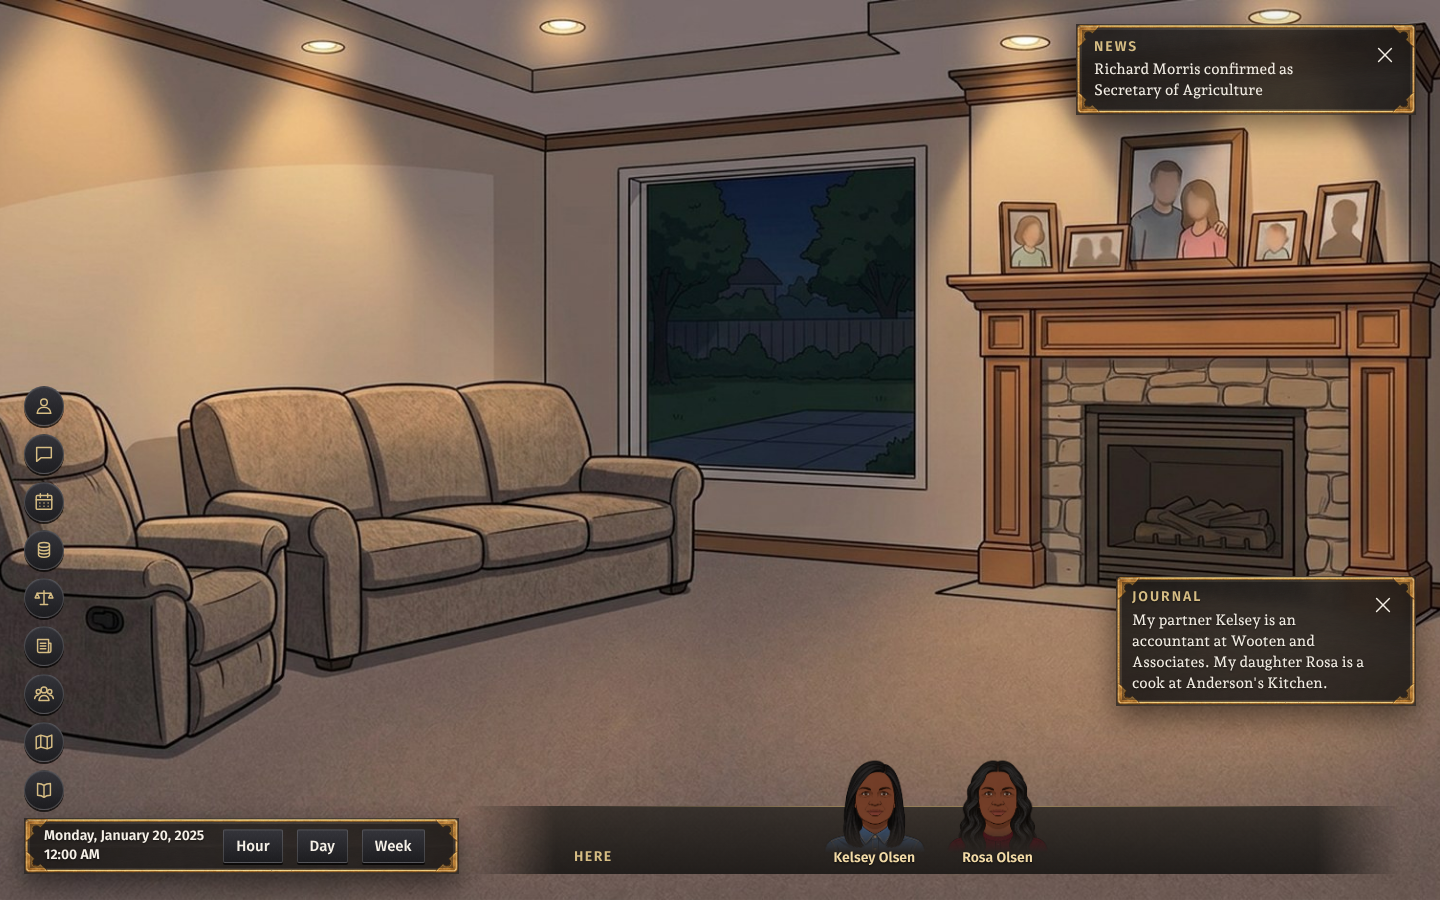 NEWS
Richard Morris confirmed as
Secretary of Agriculture
JOURNAL
My partner Kelsey is an
accountant at Wooten and
Associates. My daughter Rosa is a
cook at Anderson's Kitchen.
Monday, January 20, 2025
12:00 AM
Hour
Day
Week
HERE
Kelsey Olsen
Rosa Olsen